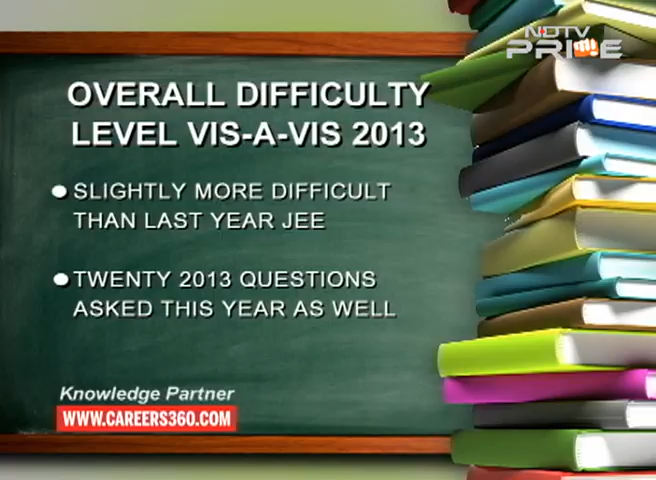 NDTV
PRIME
OVERALL DIFFICULTY
LEVEL VIS-A-VIS 2013
SLIGHTLY MORE DIFFICULT
THAN LAST YEAR JEE
TWENTY 2013 QUESTIONS
ASKED THIS YEAR AS WELL
Knowledge Partner
WWW.CAREERS360.COM